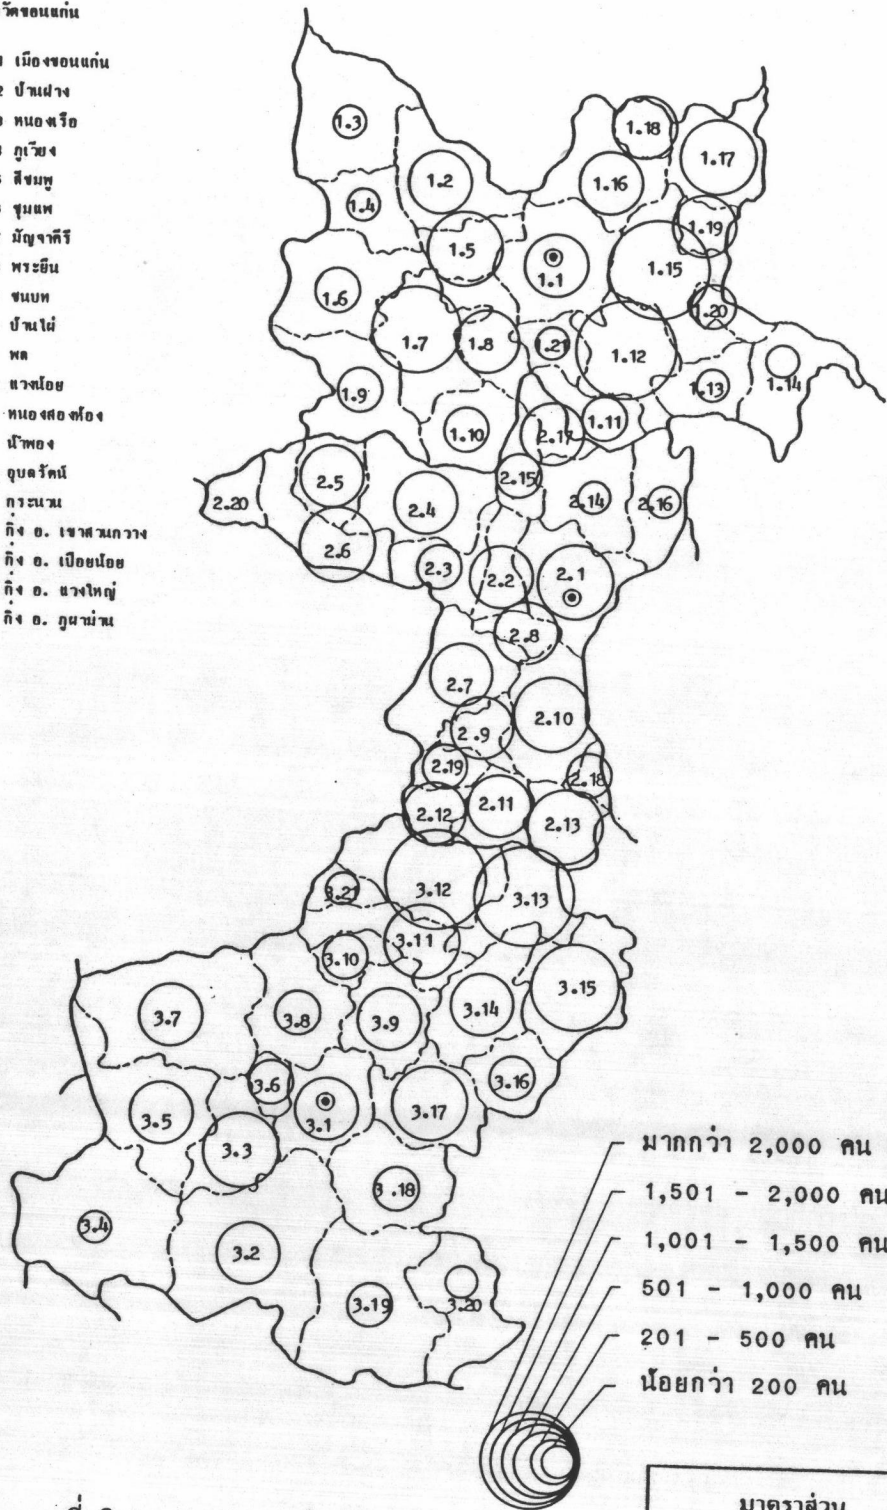 วัดขอนแก่น
เมืองขอนแก่น
บ้านฝาง
หนองเรือ
ภูเวียง
สีชมพู
ชุมแพ
มัญจาคีรี
พระยืน
ชนบท
บ้านไผ่
พล
แวงน้อย
หนองสองห้อง
น้ำพอง
อุบลรัตน์
กระนวน
กิ่ง อ. เขาสวนกวาง
กิ่ง อ. เปือยน้อย
กิ่ง อ. แวงใหญ่
กิ่ง อ. ภูผาม่าน
1.3
1.18
1.17
1.2
1.16
1.4
1.19
1.5
1.1
1.15
1.6
1.20
1.7
1.8
1.21
1.12
1.14
1.9
1.13
1.10
2.17
1.11
2.5
2.15
2.20
2.4
2.14
2.16
2.6
2.3
2.2
2.1
2.8
2.7
2.10
2.9
2.19
2.18
2.12
2.11
2.13
3.21
3.12
3.13
3.11
3.10
3.15
3.7
3.8
3.9
3.14
3.6
3.16
3.5
3.1
3.17
3.3
3.18
3.4
3.2
3.19
3.20
มากกว่า 2,000 คน
1,501 - 2,000 คน
1,001 - 1,500 คน
501 - 1,000 คน
201 - 500 คน
น้อยกว่า 200 คน
มาตราส่วน